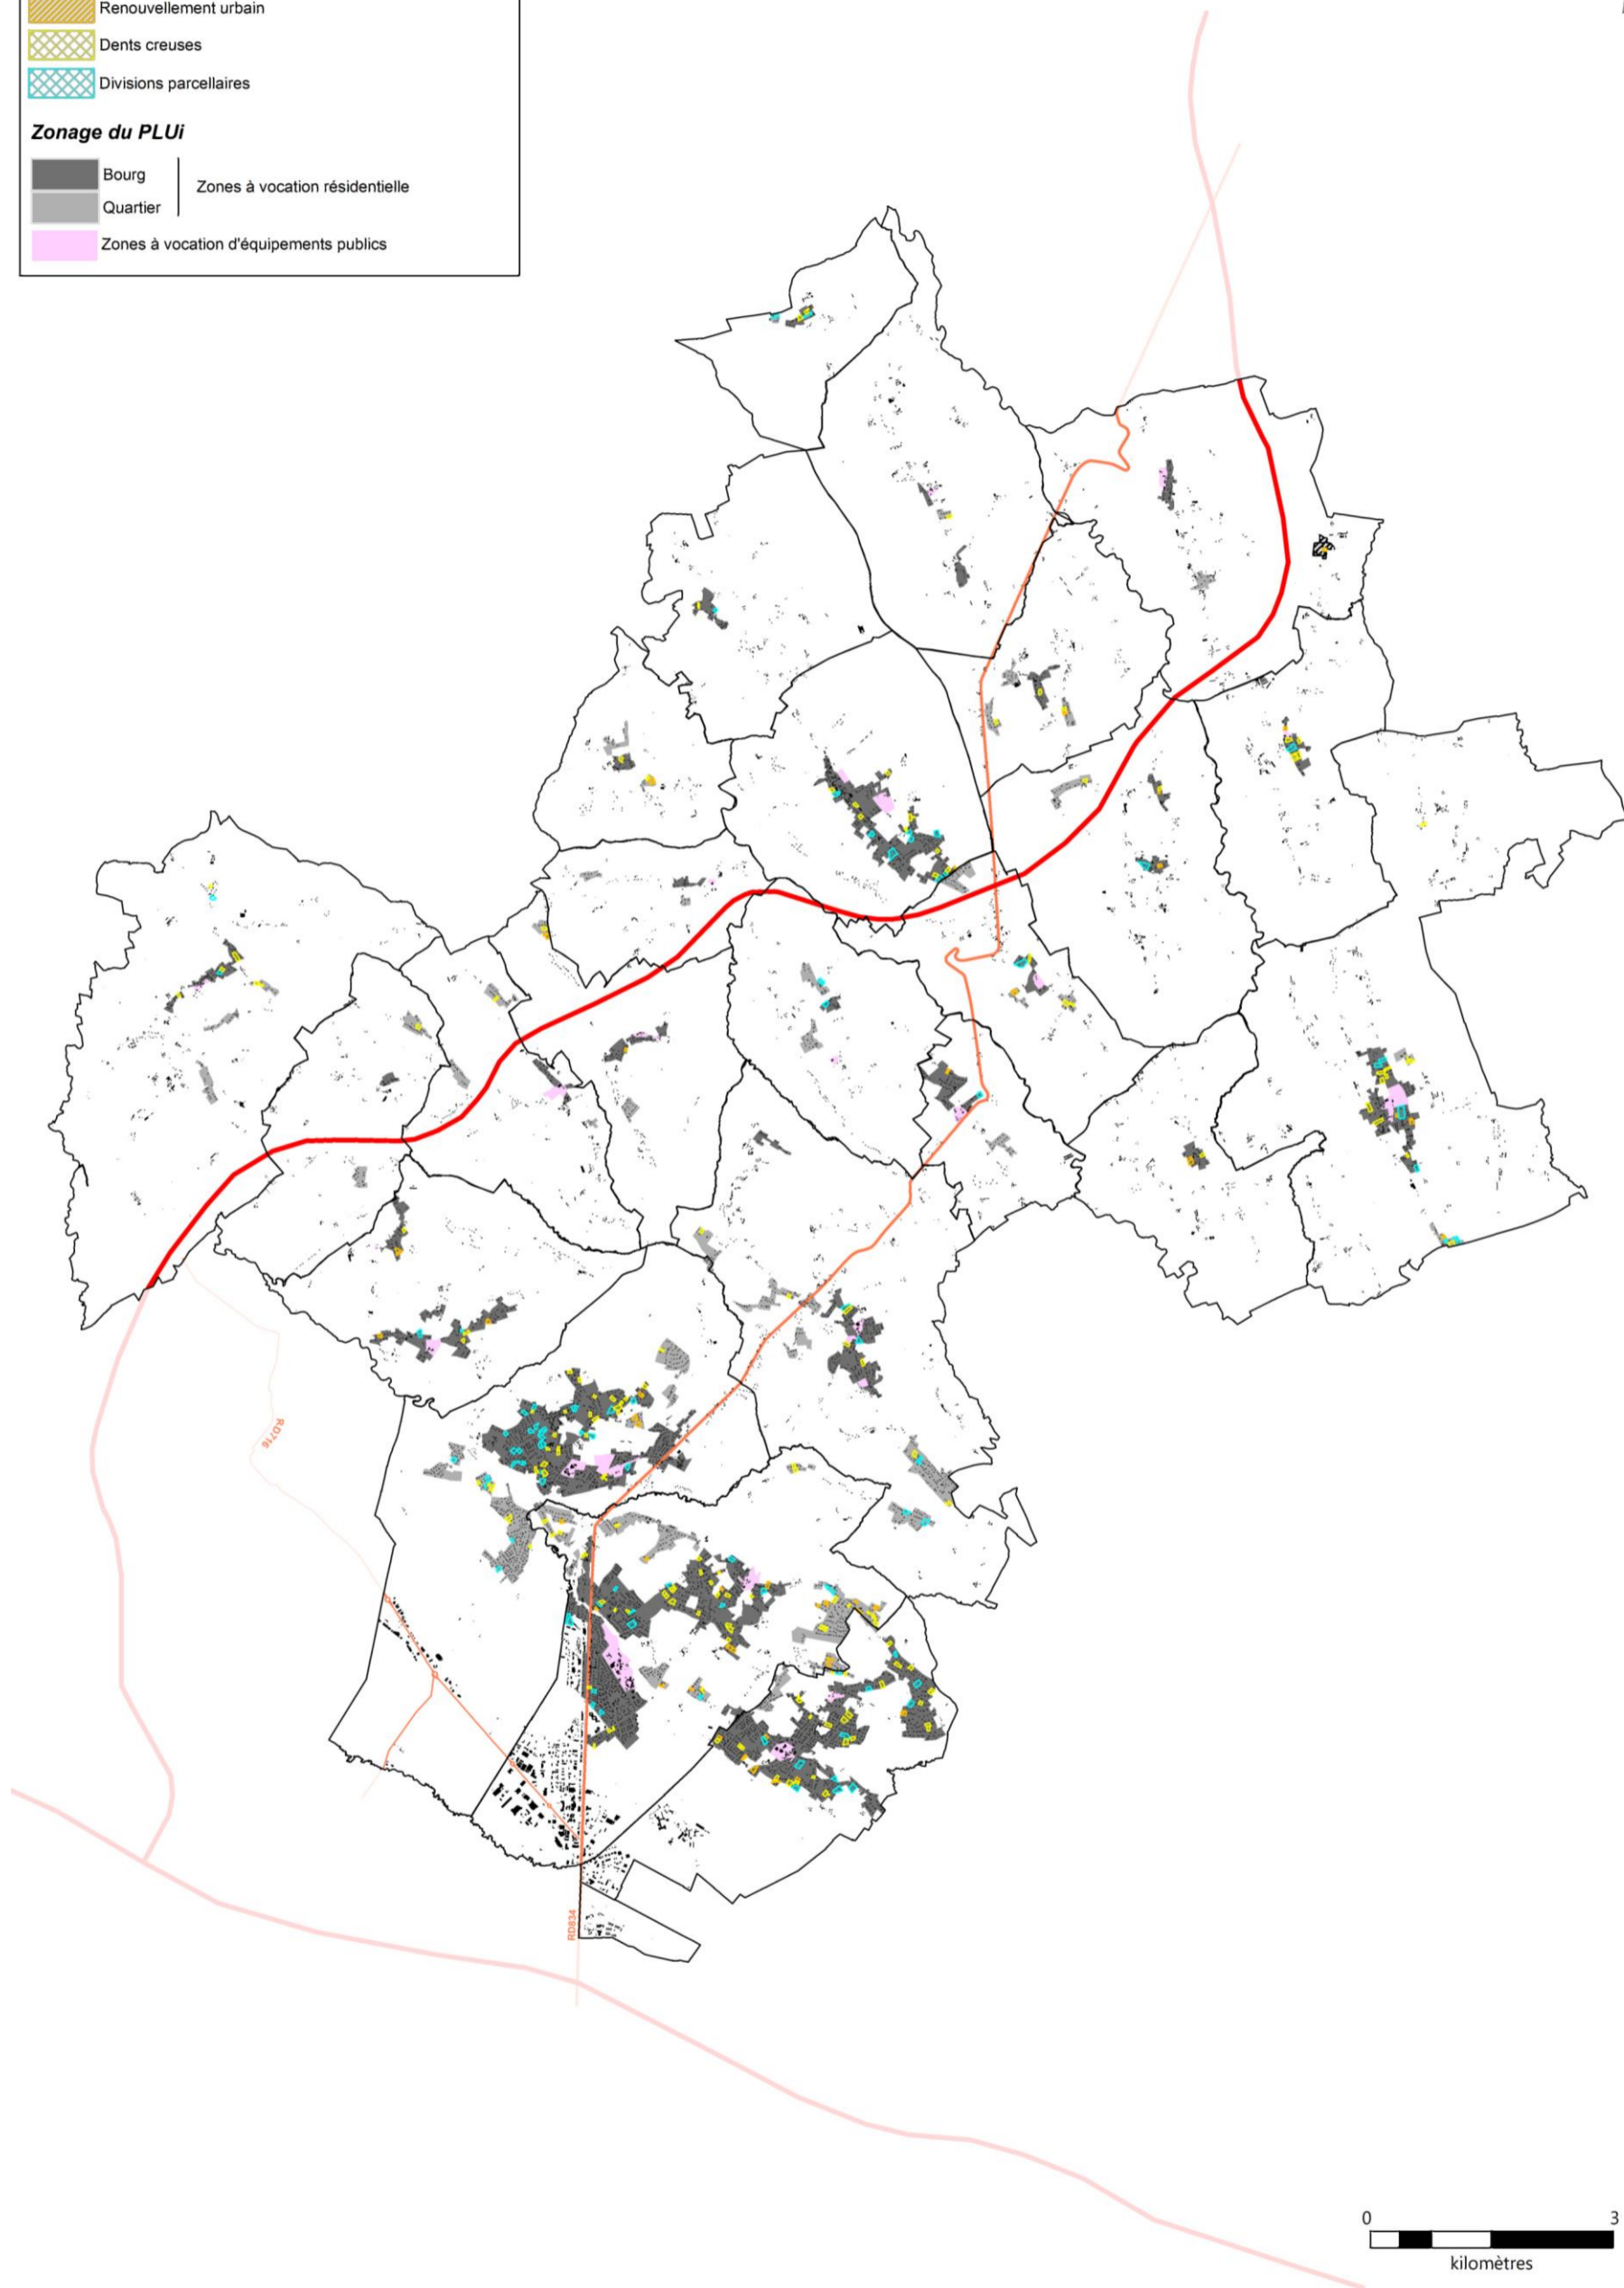 Renouvellement urbain
Dents creuses
Divisions parcellaires
Zonage du PLUi
Bourg
Zones à vocation résidentielle
Quartier
Zones à vocation d'équipements publics
RD716
RD834
0 3
kilomètres